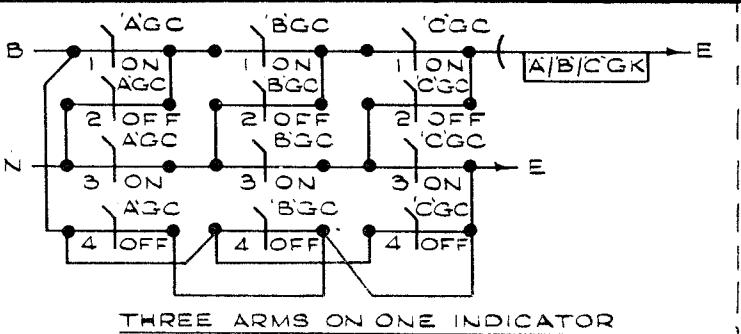 'A'GC 'B'GC 'C'GC
B 1 ON 1 ON 1 ON E
'A'/'B'/'C'GK
'A'GC 'B'GC 'C'GC
2 OFF 2 OFF 2 OFF
'A'GC 'B'GC 'C'GC
N 3 ON 3 ON 3 ON E
'A'GC 'B'GC 'C'GC
4 OFF 4 OFF 4 OFF
THREE ARMS ON ONE INDICATOR